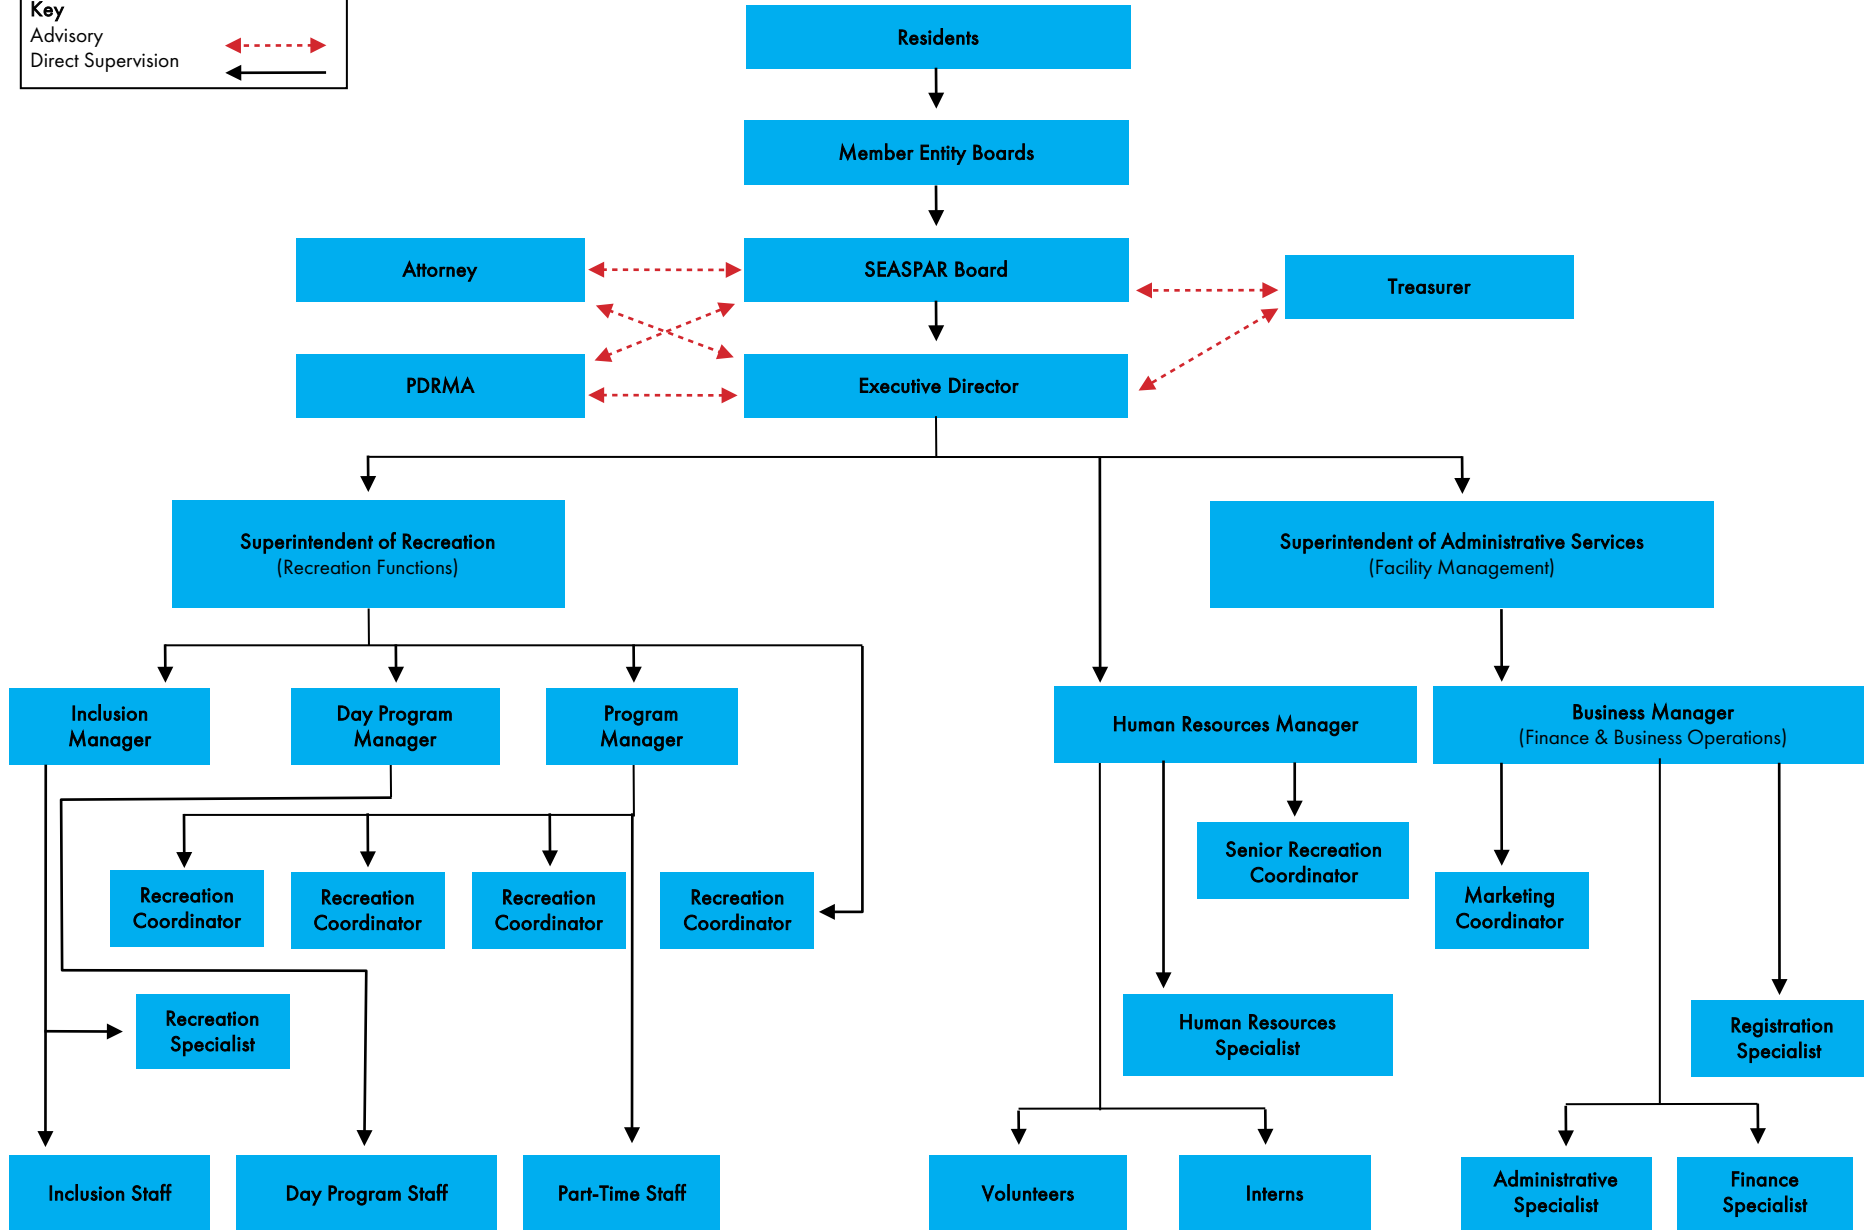 Key
Advisory
Direct Supervision
Residents
Member Entity Boards
Attorney
SEASPAR Board
Treasurer
PDRMA
Executive Director
Superintendent of Recreation
(Recreation Functions)
Superintendent of Administrative Services
(Facility Management)
Inclusion
Manager
Day Program
Manager
Program
Manager
Human Resources Manager
Business Manager
(Finance & Business Operations)
Senior Recreation
Coordinator
Recreation
Coordinator
Recreation
Coordinator
Recreation
Coordinator
Recreation
Coordinator
Marketing
Coordinator
Recreation
Specialist
Human Resources
Specialist
Registration
Specialist
Inclusion Staff
Day Program Staff
Part-Time Staff
Volunteers
Interns
Administrative
Specialist
Finance
Specialist